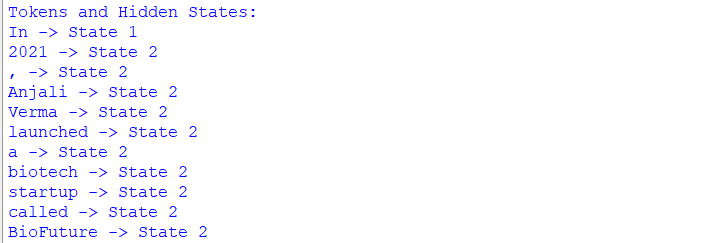 Tokens and Hidden States:
In -> State 1
2021 -> State 2
, -> State 2
Anjali -> State 2
Verma -> State 2
launched -> State 2
a -> State 2
biotech -> State 2
startup -> State 2
called -> State 2
BioFuture -> State 2